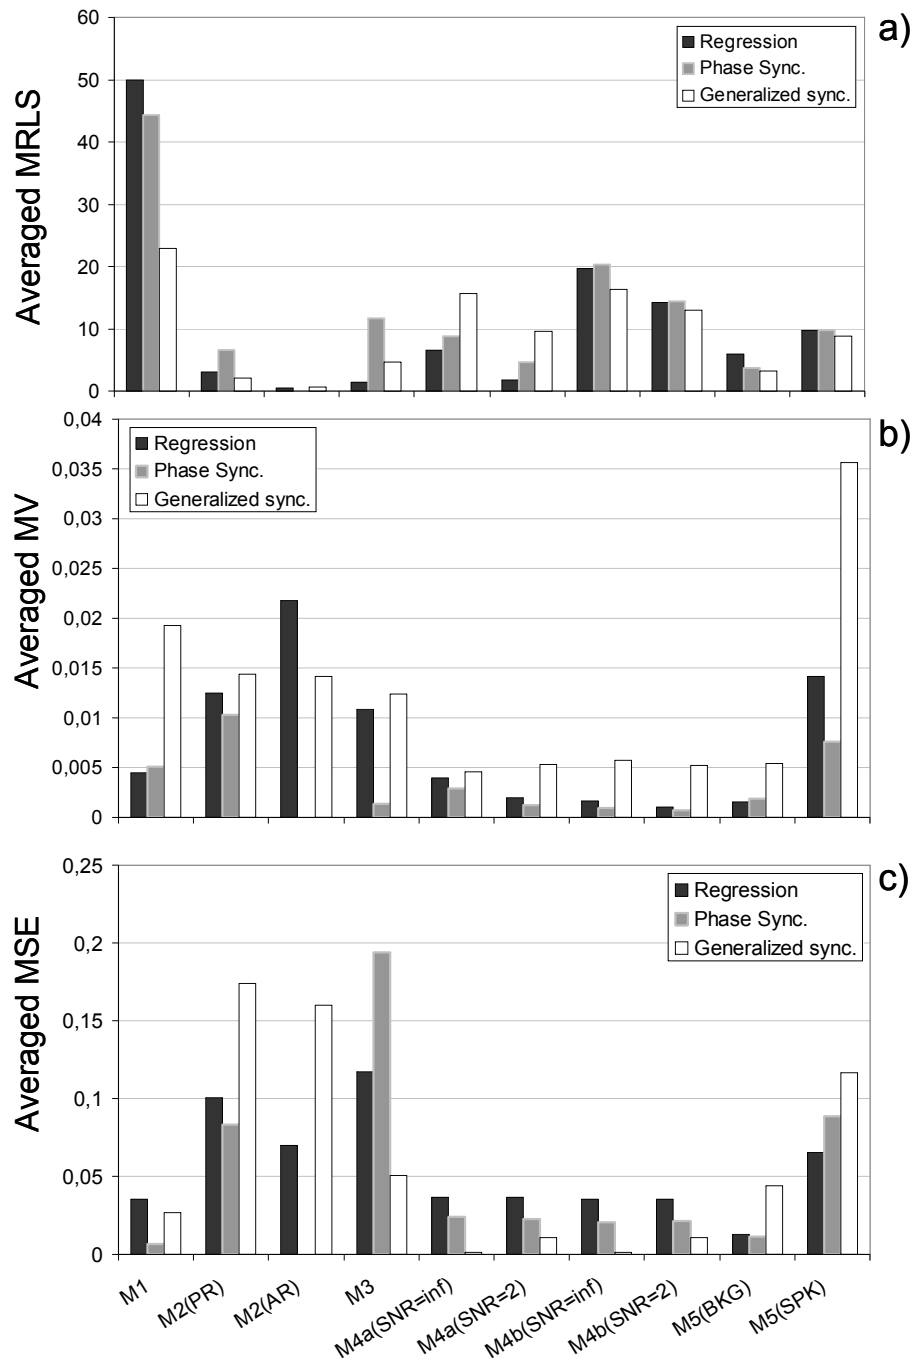 a)
Averaged MRLS
60
50
40
30
20
10
0
Regression
Phase Sync.
Generalized sync.
b)
Averaged MV
0,04
0,035
0,03
0,025
0,02
0,015
0,01
0,005
0
Regression
Phase Sync.
Generalized sync.
c)
Averaged MSE
0,25
0,2
0,15
0,1
0,05
0
Regression
Phase Sync.
Generalized sync.
M1
M2(PR)
M2(AR)
M3
M4a(SNR=inf)
M4a(SNR=2)
M4b(SNR=inf)
M4b(SNR=2)
M5(BKG)
M5(SPK)